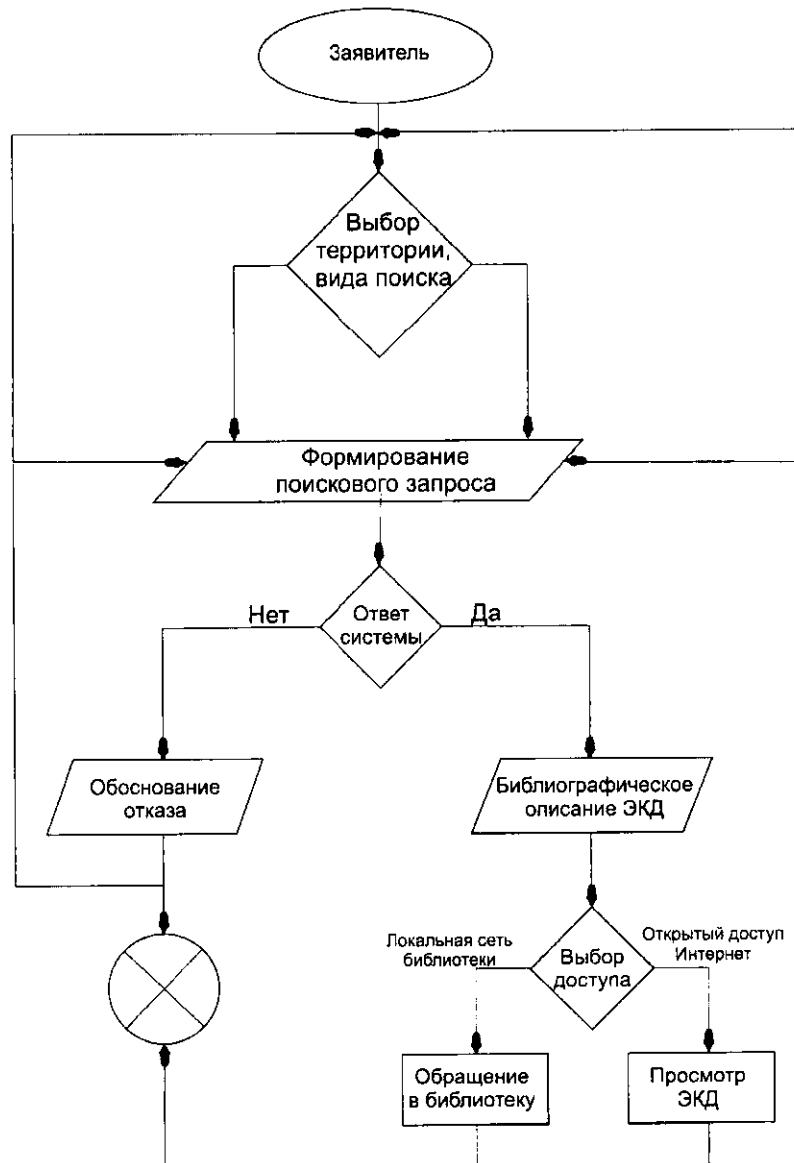 Заявитель
Выбор
территории,
вида поиска
Формирование
поискового запроса
Нет
Ответ
системы
Да
Обоснование
отказа
Библиографическое
описание ЭКД
Локальная сеть
библиотеки
Выбор
доступа
Открытый доступ
Интернет
Обращение
в библиотеку
Просмотр
ЭКД